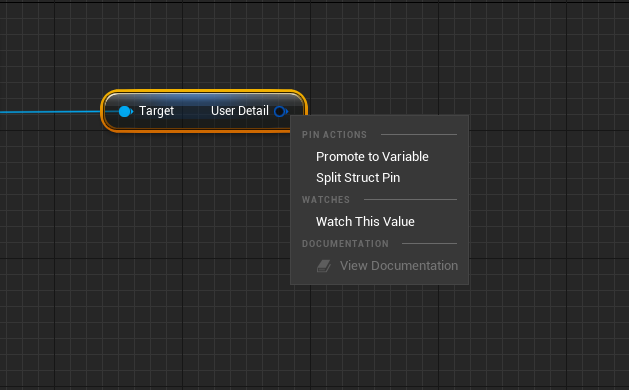 Target User Detail
PIN ACTIONS
Promote to Variable
Split Struct Pin
WATCHES
Watch This Value
DOCUMENTATION
View Documentation